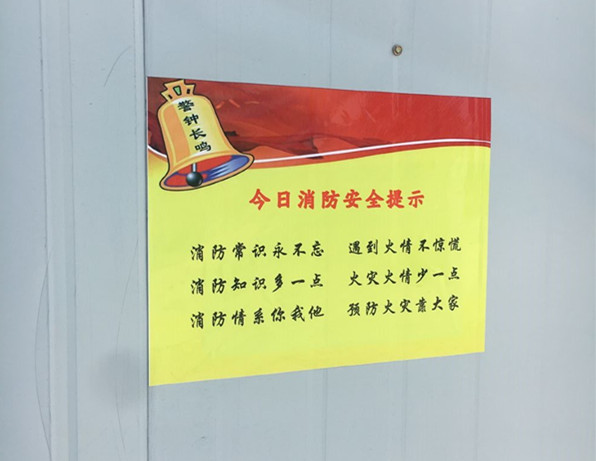 警钟长鸣
今日消防安全提示
消防常识永不忘 遇到火情不惊慌
消防知识多一点 火灾火情少一点
消防情系你我他 预防火灾靠大家